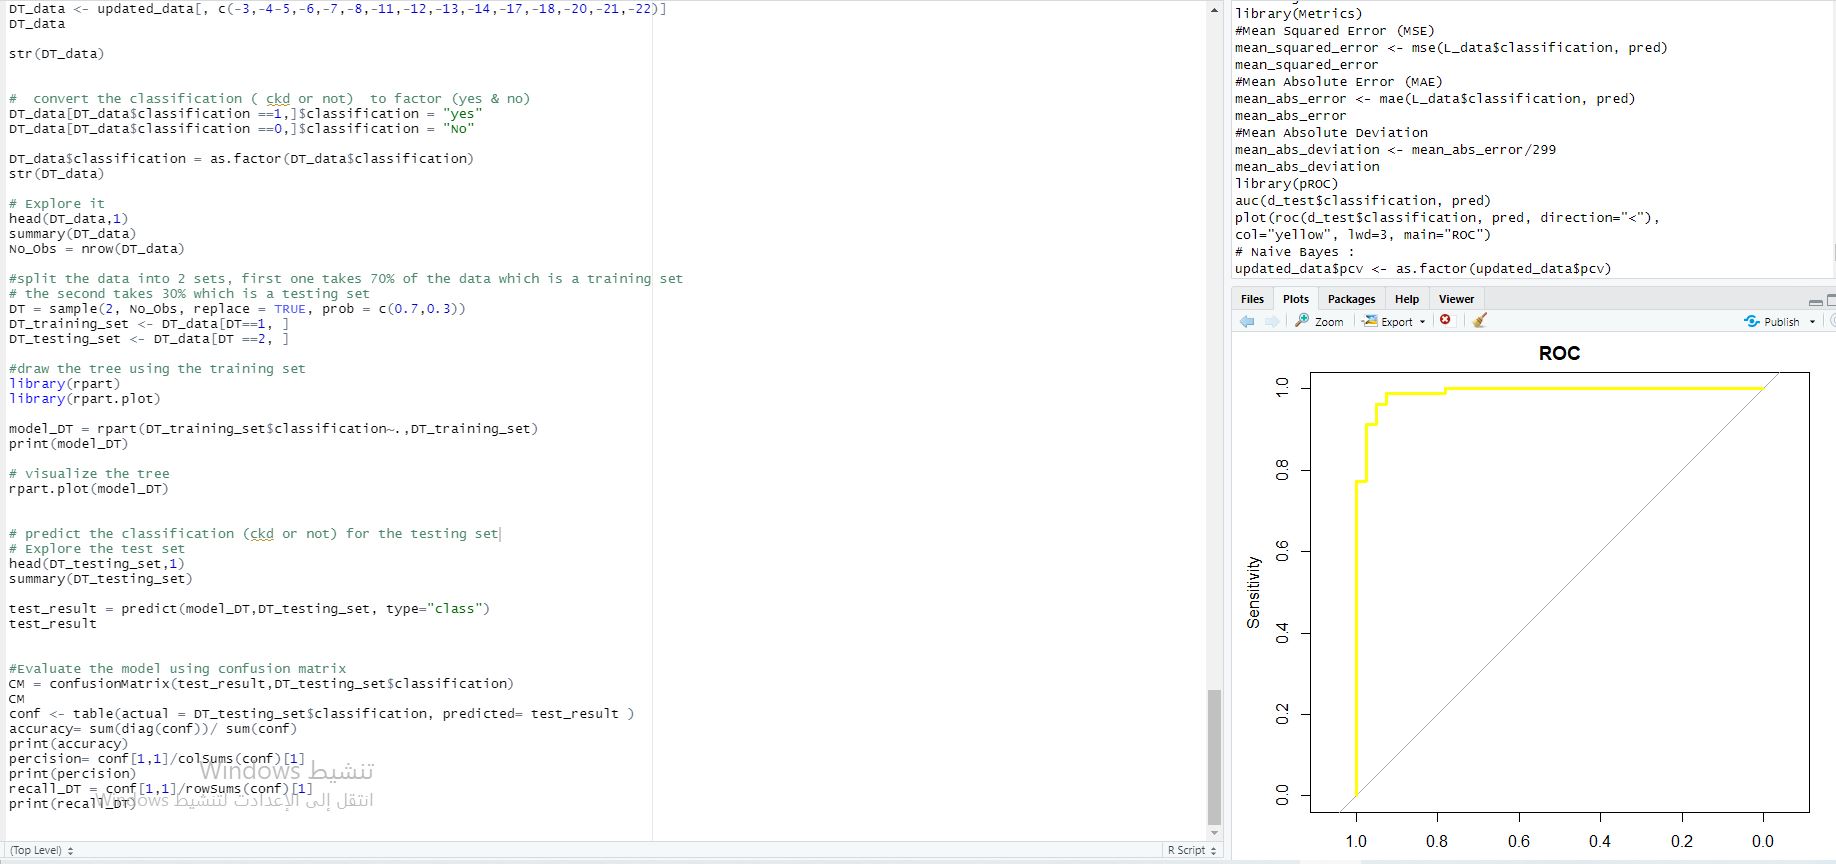 DT_data <- updated_data[, c(-3,-4-5,-6,-7,-8,-11,-12,-13,-14,-17,-18,-20,-21,-22)]
DT_data
str(DT_data)
#  convert the classification ( ckd or not)  to factor (yes & no)
DT_data[DT_data$classification ==1,]$classification = "yes"
DT_data[DT_data$classification ==0,]$classification = "No"
DT_data$classification = as.factor(DT_data$classification)
str(DT_data)
# Explore it
head(DT_data,1)
summary(DT_data)
No_Obs = nrow(DT_data)
#split the data into 2 sets, first one takes 70% of the data which is a training set
# the second takes 30% which is a testing set
DT = sample(2, No_Obs, replace = TRUE, prob = c(0.7,0.3))
DT_training_set <- DT_data[DT==1, ]
DT_testing_set <- DT_data[DT ==2, ]
#draw the tree using the training set
library(rpart)
library(rpart.plot)
model_DT = rpart(DT_training_set$classification~.,DT_training_set)
print(model_DT)
# visualize the tree
rpart.plot(model_DT)
# predict the classification (ckd or not) for the testing set
# Explore the test set
head(DT_testing_set,1)
summary(DT_testing_set)
test_result = predict(model_DT,DT_testing_set, type="class")
test_result
#Evaluate the model using confusion matrix
CM = confusionMatrix(test_result,DT_testing_set$classification)
CM
conf <- table(actual = DT_testing_set$classification, predicted= test_result )
accuracy= sum(diag(conf))/ sum(conf)
print(accuracy)
percision= conf[1,1]/colSums(conf)[1]
print(percision)
recall_DT = conf[1,1]/rowSums(conf)[1]
print(recall_DT)
تنشيط Windows
انتقل إلى الإعدادت لتنشيط Windows
(Top Level)
R Script
library(Metrics)
#Mean Squared Error (MSE)
mean_squared_error <- mse(L_data$classification, pred)
mean_squared_error
#Mean Absolute Error (MAE)
mean_abs_error <- mae(L_data$classification, pred)
mean_abs_error
#Mean Absolute Deviation
mean_abs_deviation <- mean_abs_error/299
mean_abs_deviation
library(pROC)
auc(d_test$classification, pred)
plot(roc(d_test$classification, pred, direction="<"),
col="yellow", lwd=3, main="ROC")
# Naive Bayes :
updated_data$pcv <- as.factor(updated_data$pcv)
Files Plots Packages Help Viewer
Zoom Export Publish
ROC
Sensitivity
1.0
0.8
0.6
0.4
0.2
0.0
1.0 0.8 0.6 0.4 0.2 0.0